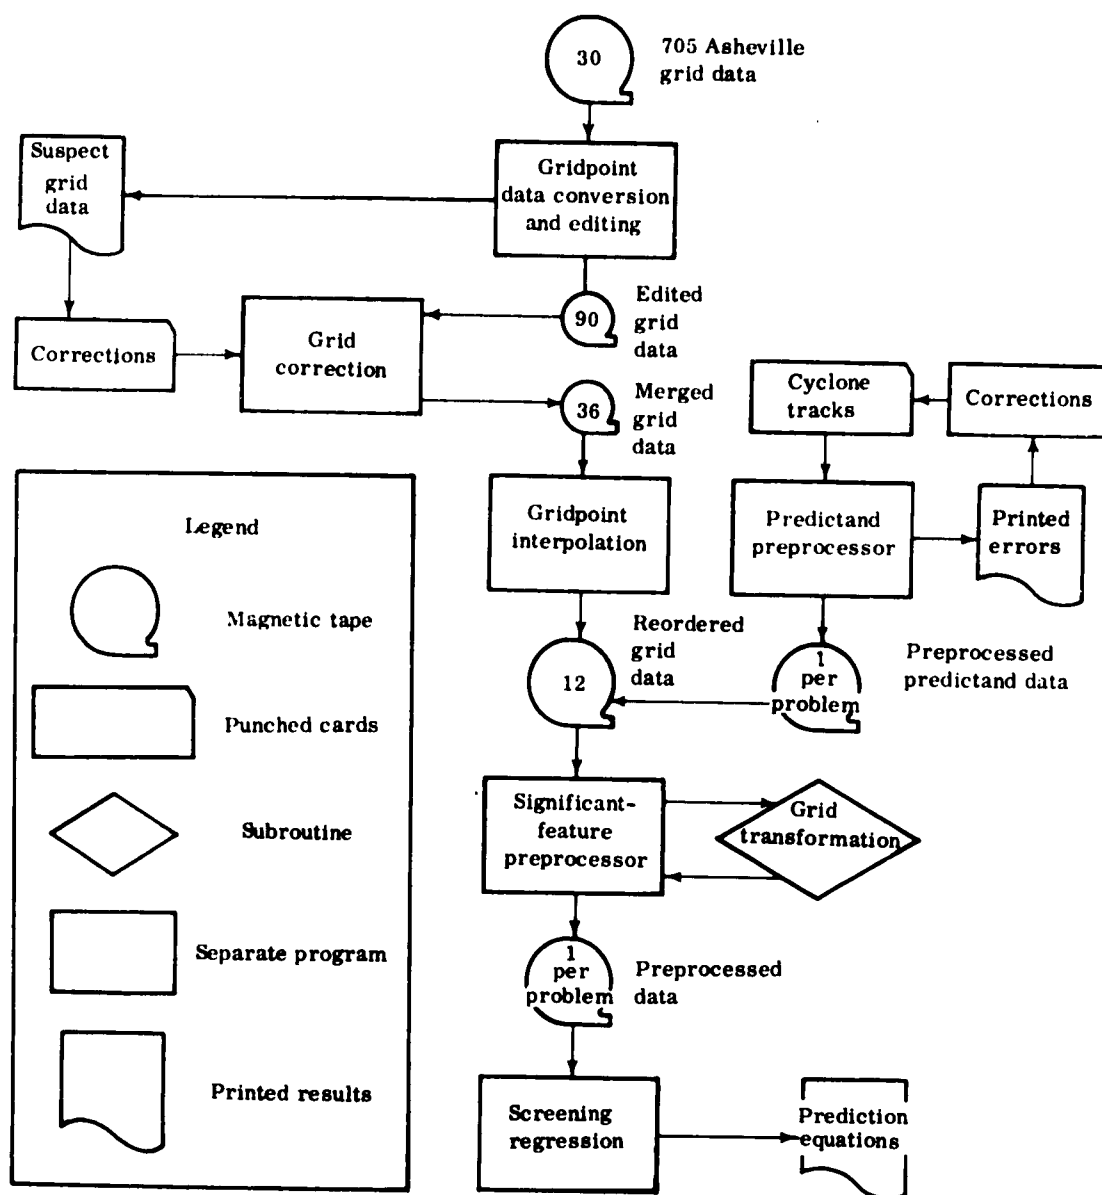 30
705 Asheville
grid data
Suspect
grid
data
Gridpoint
data conversion
and editing
Edited
grid
data
90
Corrections
Grid
correction
36
Merged
grid
data
Cyclone
tracks
Corrections
Gridpoint
interpolation
Predictand
preprocessor
Printed
errors
Reordered
grid
data
12
1
per
problem
Preprocessed
predictand data
Significant-
feature
preprocessor
Grid
transformation
1
per
problem
Preprocessed
data
Screening
regression
Prediction
equations
Legend
Magnetic tape
Punched cards
Subroutine
Separate program
Printed results